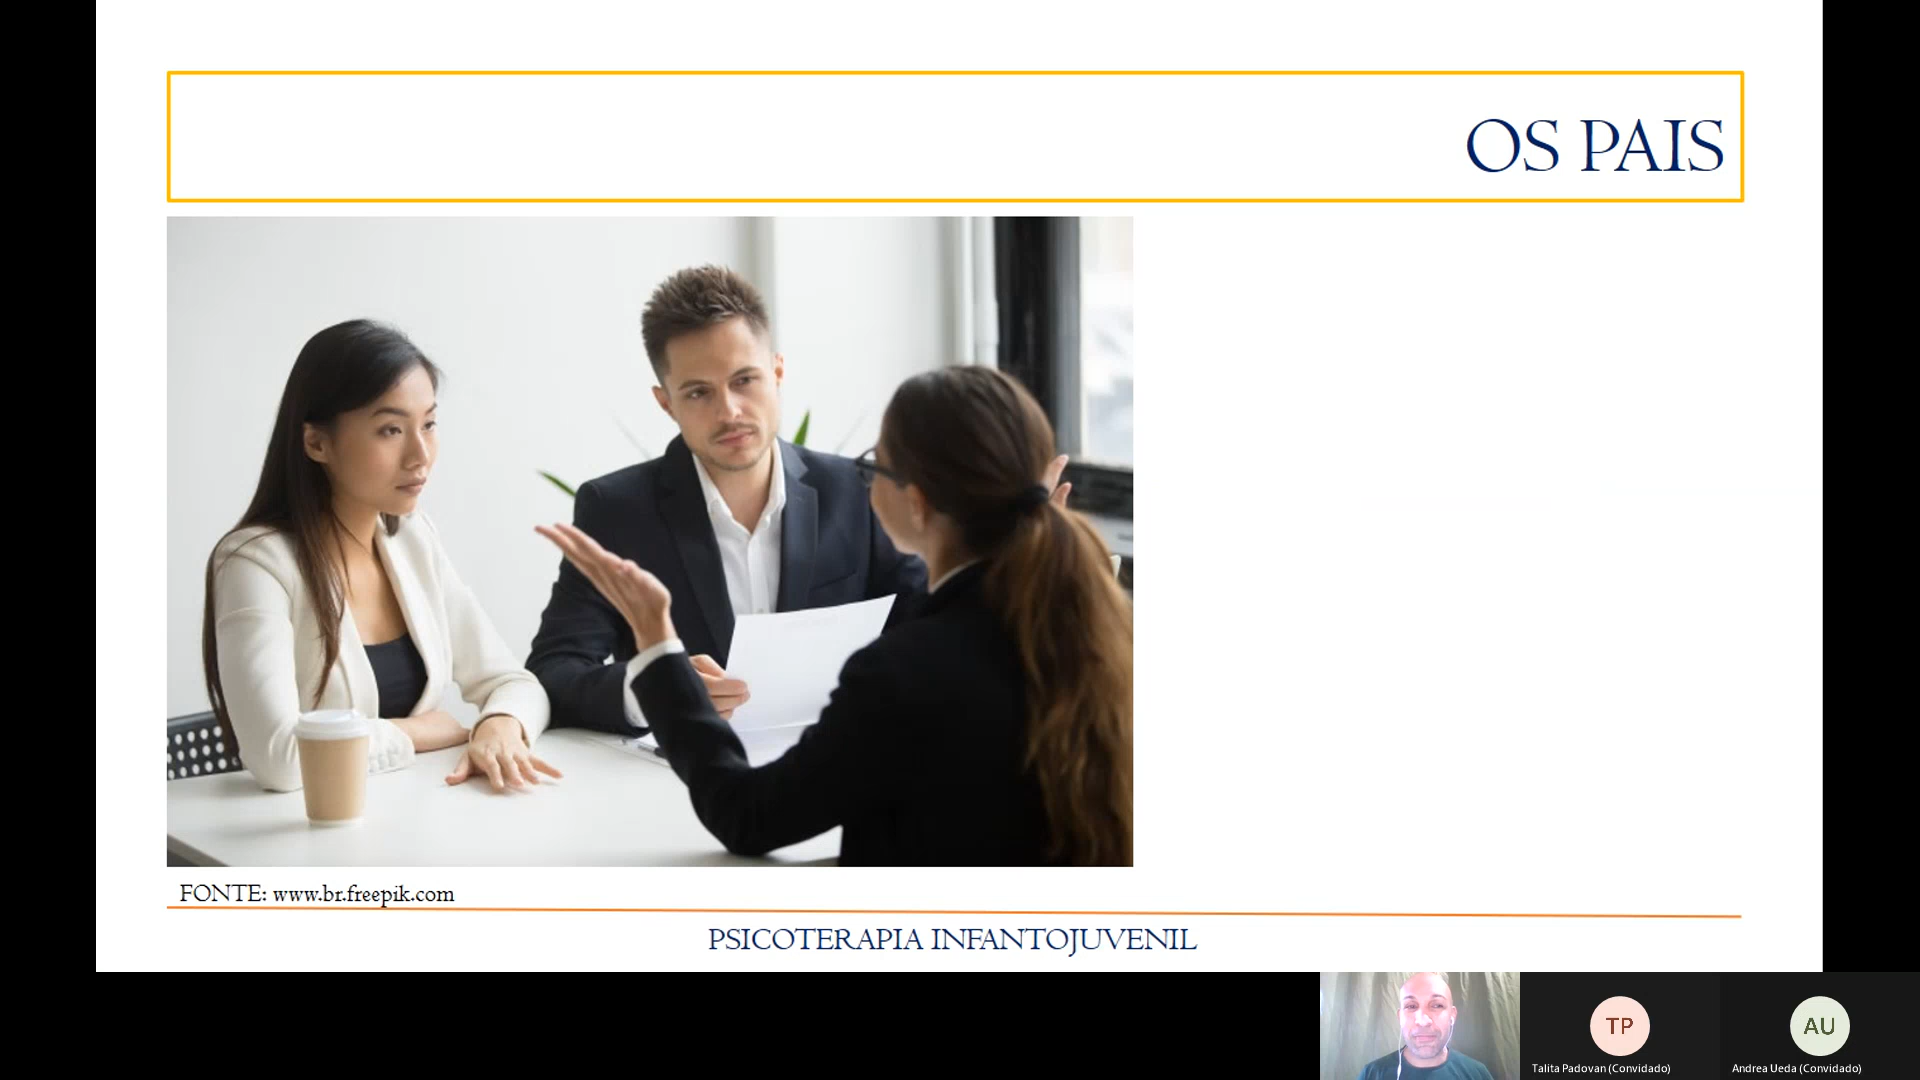 OS PAIS
FONTE: www.br.freepik.com
PSICOTERAPIA INFANTOJUVENIL
TP
AU
Talita Padovan (Convidado)
Andrea Ueda (Convidado)